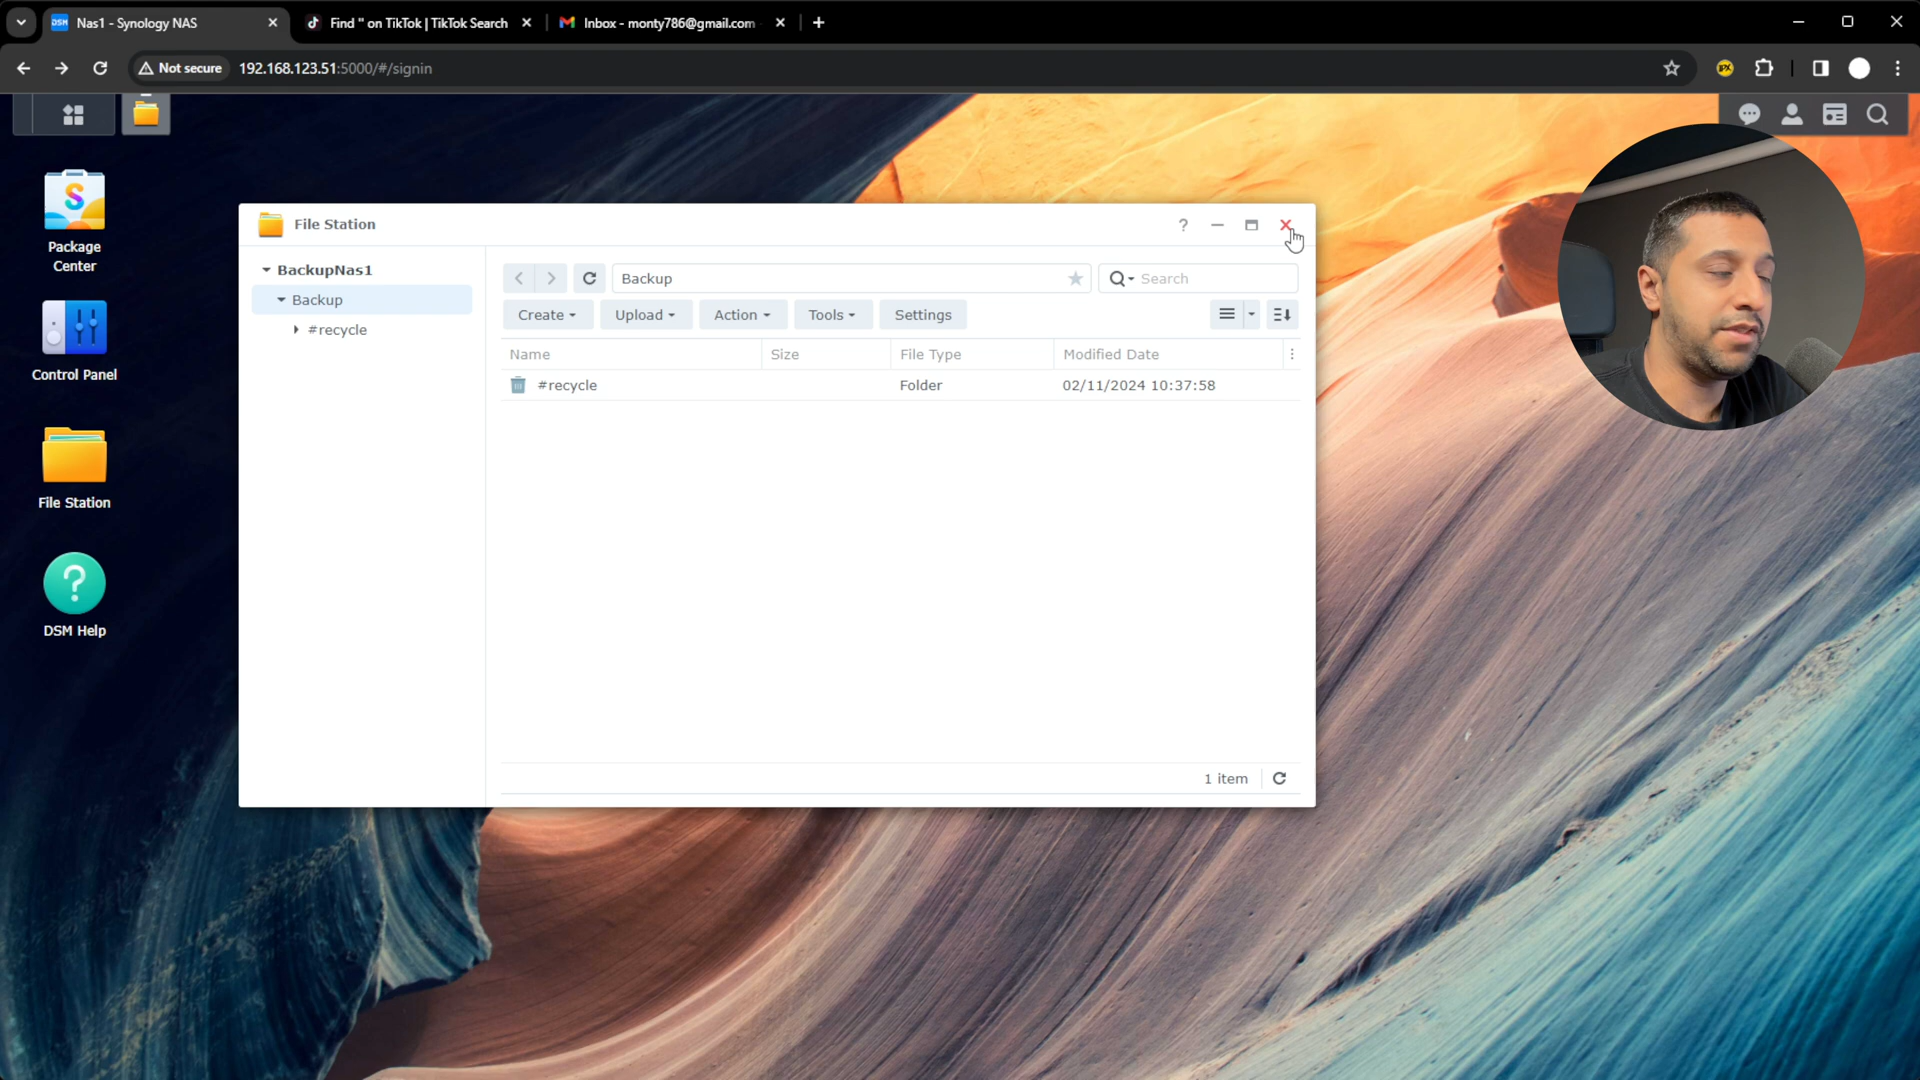 Nas1 - Synology NAS
Find '' on TikTok | TikTok Search
Inbox - monty786@gmail.com
Not secure
192.168.123.51:5000/#/signin
Package
Center
Control Panel
File Station
DSM Help
File Station
BackupNas1
Backup
#recycle
Backup
Search
Create
Upload
Action
Tools
Settings
Name
Size
File Type
Modified Date
#recycle
Folder
02/11/2024 10:37:58
1 item